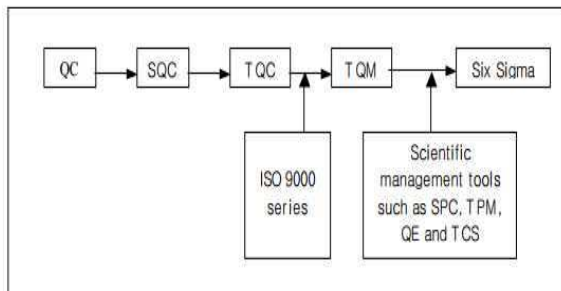 QC SQC TQC TQM Six Sigma
ISO 9000
series
Scientific
management tools
such as SPC, TPM,
QE and TCS